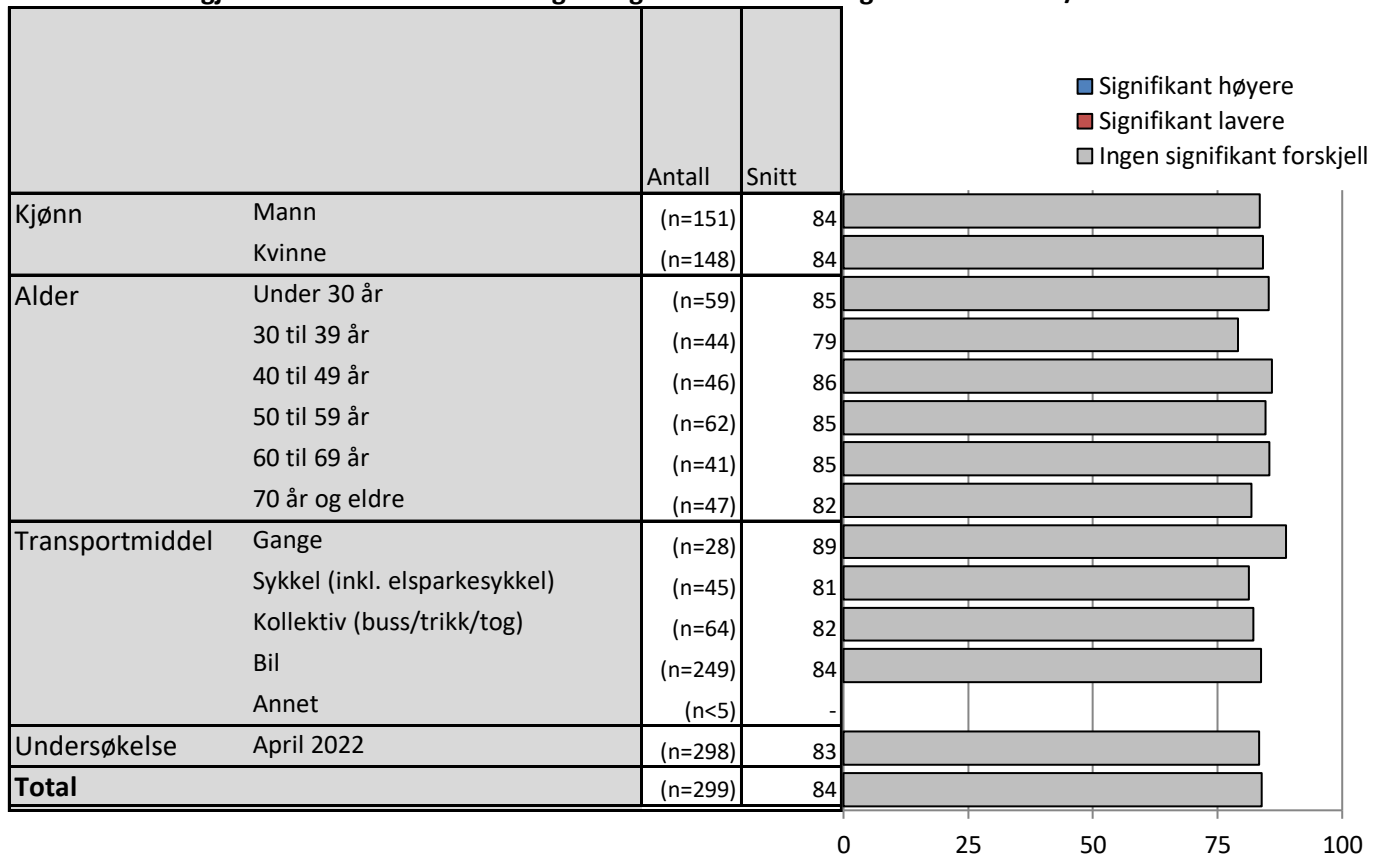 Signifikant høyere
Signifikant lavere
Ingen signifikant forskjell
Antall Snitt
Kjønn Mann (n=151) 84
Kvinne (n=148) 84
Alder Under 30 år (n=59) 85
30 til 39 år (n=44) 79
40 til 49 år (n=46) 86
50 til 59 år (n=62) 85
60 til 69 år (n=41) 85
70 år og eldre (n=47) 82
Transportmiddel Gange (n=28) 89
Sykkel (inkl. elsparkesykkel) (n=45) 81
Kollektiv (buss/trikk/tog) (n=64) 82
Bil (n=249) 84
Annet (n<5) -
Undersøkelse April 2022 (n=298) 83
Total (n=299) 84
0 25 50 75 100